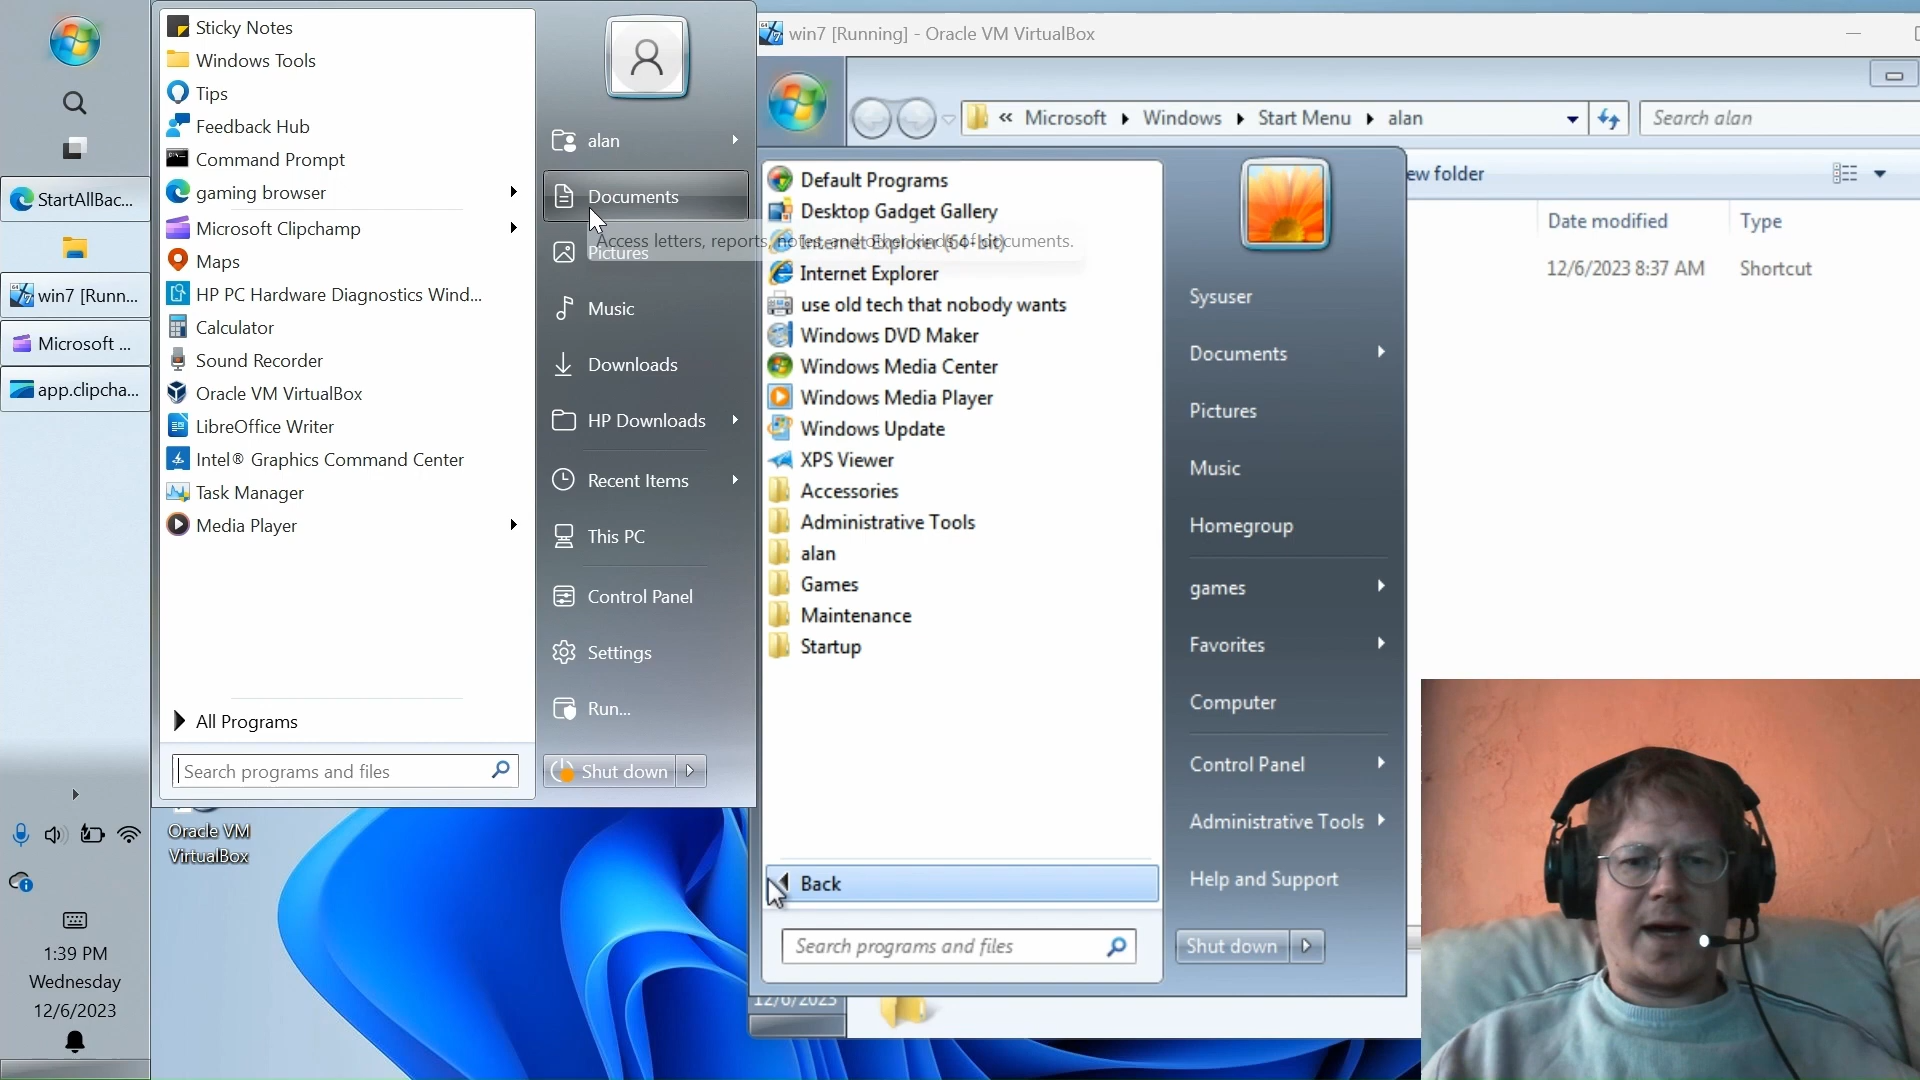 StartAllBac...
win7 [Runn...
Microsoft ...
app.clipcha...
1:39 PM
Wednesday
12/6/2023
Sticky Notes
Windows Tools
Tips
Feedback Hub
Command Prompt
gaming browser
Microsoft Clipchamp
Maps
HP PC Hardware Diagnostics Wind...
Calculator
Sound Recorder
Oracle VM VirtualBox
LibreOffice Writer
Intel® Graphics Command Center
Task Manager
Media Player
All Programs
Search programs and files
alan
Documents
Access letters, reports, notes, and other kinds of documents.
Pictures
Music
Downloads
HP Downloads
Recent Items
This PC
Control Panel
Settings
Run...
Shut down
Oracle VM
VirtualBox
win7 [Running] - Oracle VM VirtualBox
« Microsoft Windows Start Menu alan
Search alan
ew folder
Date modified Type
12/6/2023 8:37 AM Shortcut
Default Programs
Desktop Gadget Gallery
Internet Explorer (64-bit)
Internet Explorer
use old tech that nobody wants
Windows DVD Maker
Windows Media Center
Windows Media Player
Windows Update
XPS Viewer
Accessories
Administrative Tools
alan
Games
Maintenance
Startup
Back
Search programs and files
Sysuser
Documents
Pictures
Music
Homegroup
games
Favorites
Computer
Control Panel
Administrative Tools
Help and Support
Shut down
12/6/2023